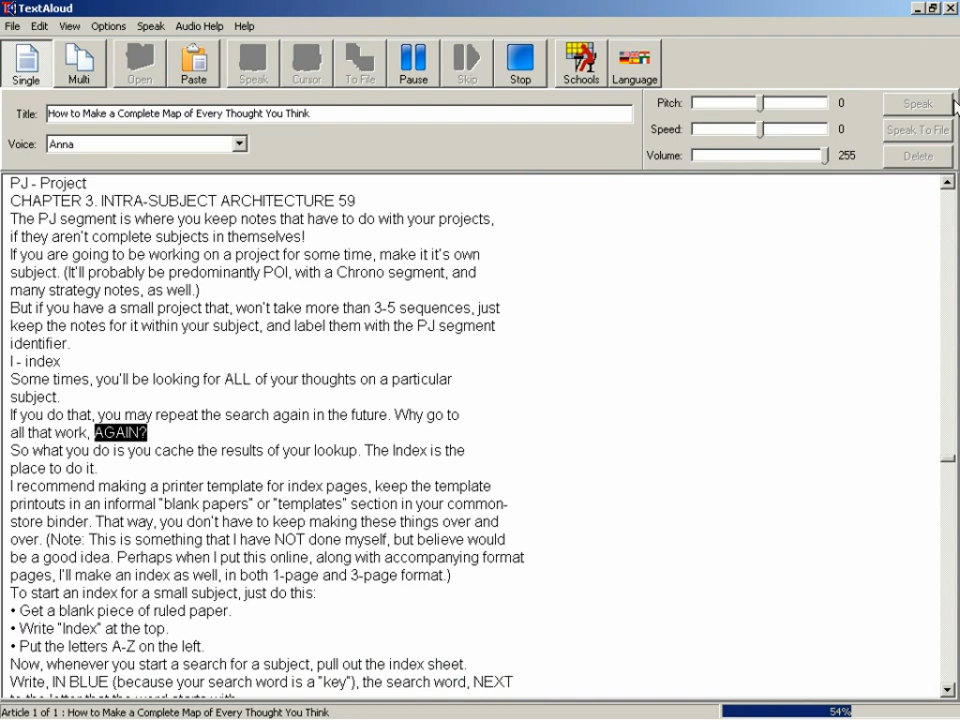 TextAloud
File Edit View Options Speak Audio Help Help
Single Multi Open Paste Speak Cursor To File Pause Skip Stop Schools Language
Title: How to Make a Complete Map of Every Thought You Think
Voice: Anna
Pitch: 0 Speak
Speed: 0 Speak To File
Volume: 255 Delete
PJ - Project
CHAPTER 3. INTRA-SUBJECT ARCHITECTURE 59
The PJ segment is where you keep notes that have to do with your projects,
if they aren't complete subjects in themselves!
If you are going to be working on a project for some time, make it it's own
subject. (It'll probably be predominantly POI, with a Chrono segment, and
many strategy notes, as well.)
But if you have a small project that, won't take more than 3-5 sequences, just
keep the notes for it within your subject, and label them with the PJ segment
identifier.
I - index
Some times, you'll be looking for ALL of your thoughts on a particular
subject.
If you do that, you may repeat the search again in the future. Why go to
all that work, AGAIN?
So what you do is you cache the results of your lookup. The Index is the
place to do it.
I recommend making a printer template for index pages, keep the template
printouts in an informal "blank papers" or "templates" section in your common-
store binder. That way, you don't have to keep making these things over and
over. (Note: This is something that I have NOT done myself, but believe would
be a good idea. Perhaps when I put this online, along with accompanying format
pages, I'll make an index as well, in both 1-page and 3-page format.)
To start an index for a small subject, just do this:
• Get a blank piece of ruled paper.
• Write "Index" at the top.
• Put the letters A-Z on the left.
Now, whenever you start a search for a subject, pull out the index sheet.
Write, IN BLUE (because your search word is a "key"), the search word, NEXT
to the letter that the word starts with
Article 1 of 1 : How to Make a Complete Map of Every Thought You Think 54%